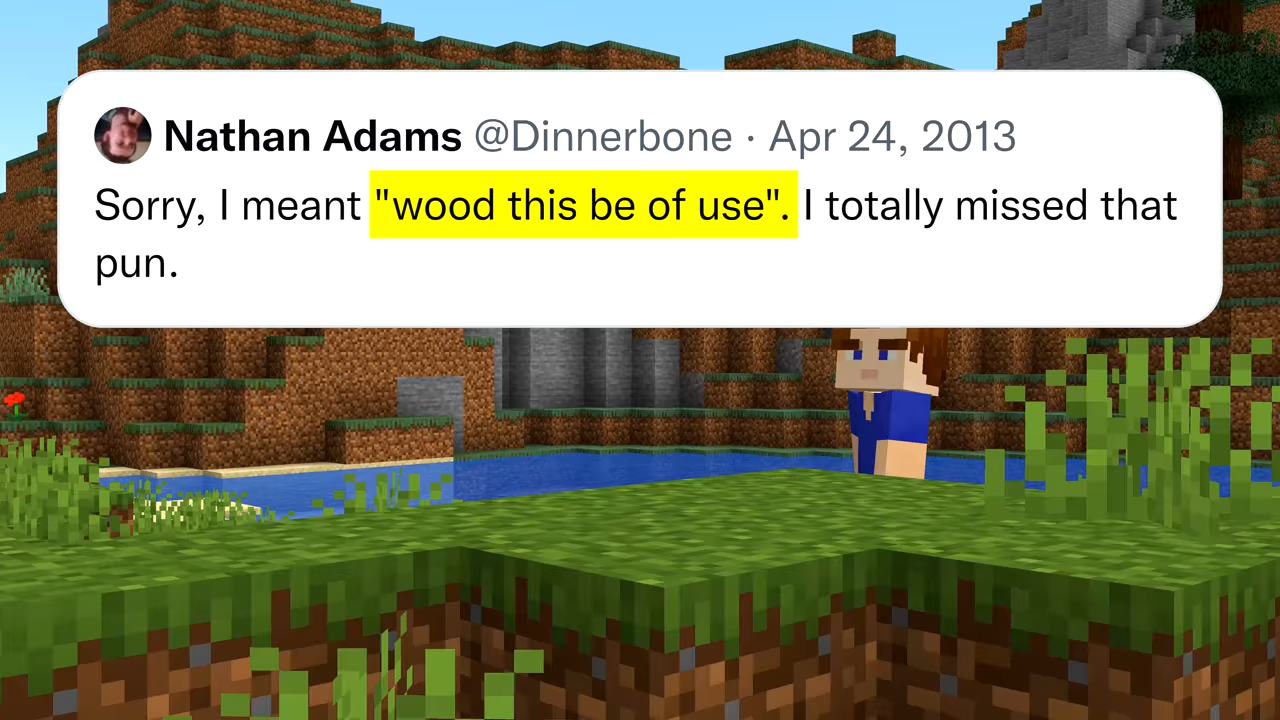 Nathan Adams @Dinnerbone · Apr 24, 2013
Sorry, I meant "wood this be of use". I totally missed that
pun.